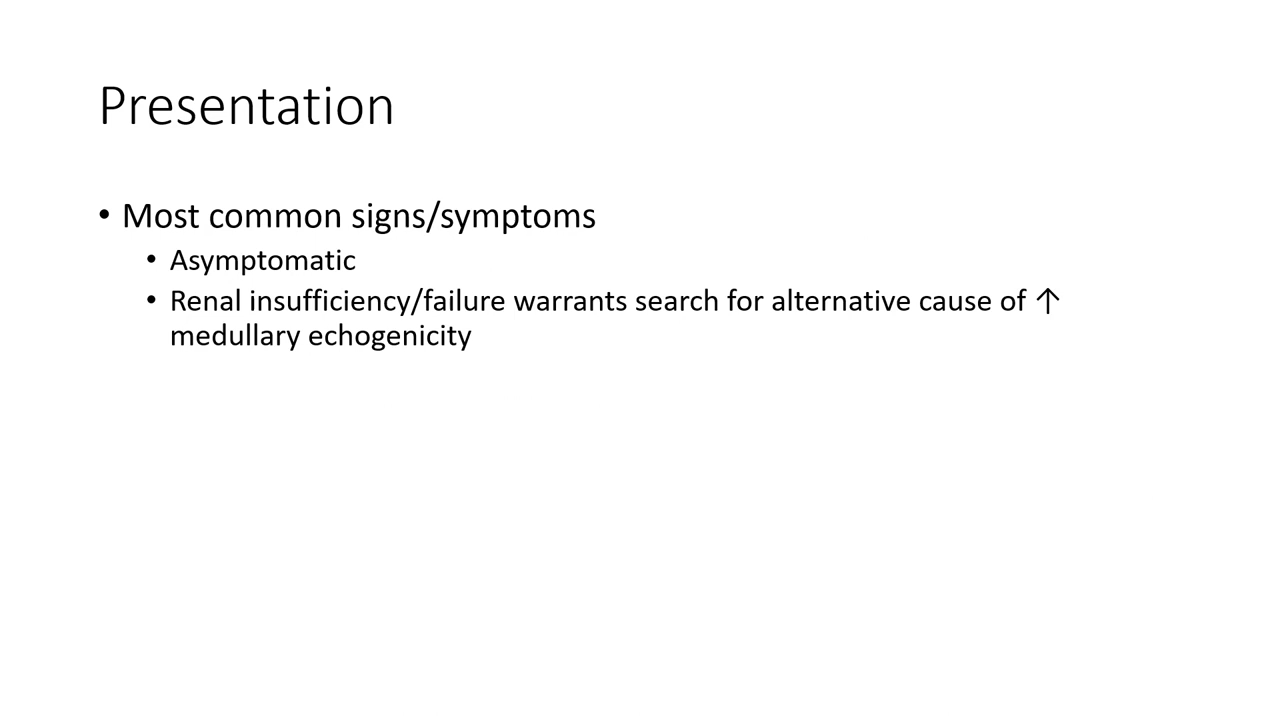 Presentation
• Most common signs/symptoms
• Asymptomatic
• Renal insufficiency/failure warrants search for alternative cause of ↑
medullary echogenicity